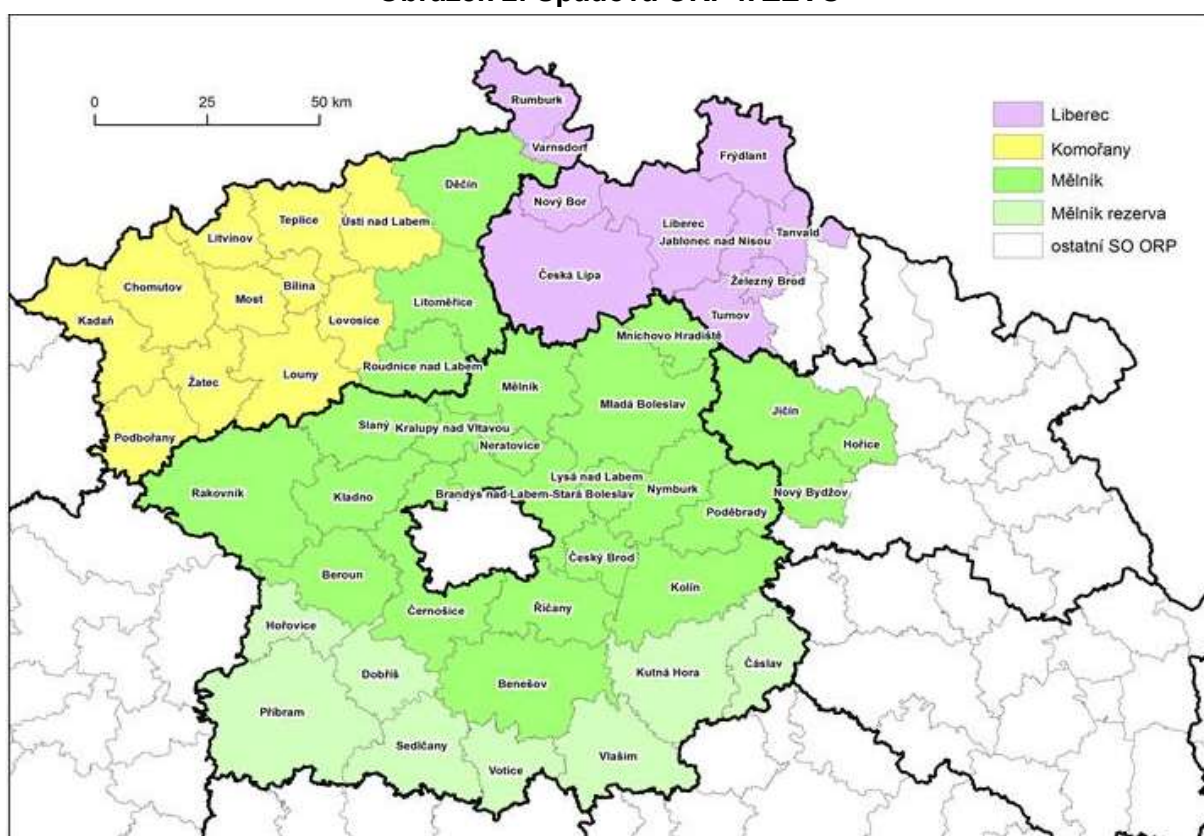 0 25 50 km
Liberec
Komořany
Mělník
Mělník rezerva
ostatní SO ORP
Rumburk
Varnsdorf
Frýdlant
Děčín
Nový Bor
Teplice
Ústí nad Labem
Litvínov
Liberec
Jablonec nad Nisou
Tanvald
Česká Lípa
Železný Brod
Chomutov
Most
Bílina
Litoměřice
Lovosice
Turnov
Kadaň
Mnichovo Hradiště
Roudnice nad Labem
Louny
Žatec
Mělník
Mladá Boleslav
Jičín
Podbořany
Slaný
Kralupy nad Vltavou
Neratovice
Hořice
Lysá nad Labem
Rakovník
Kladno
Brandýs nad Labem-Stará Boleslav
Nymburk
Nový Bydžov
Poděbrady
Český Brod
Beroun
Kolín
Černošice
Říčany
Hořovice
Dobříš
Benešov
Kutná Hora
Čáslav
Příbram
Sedlčany
Votice
Vlašim